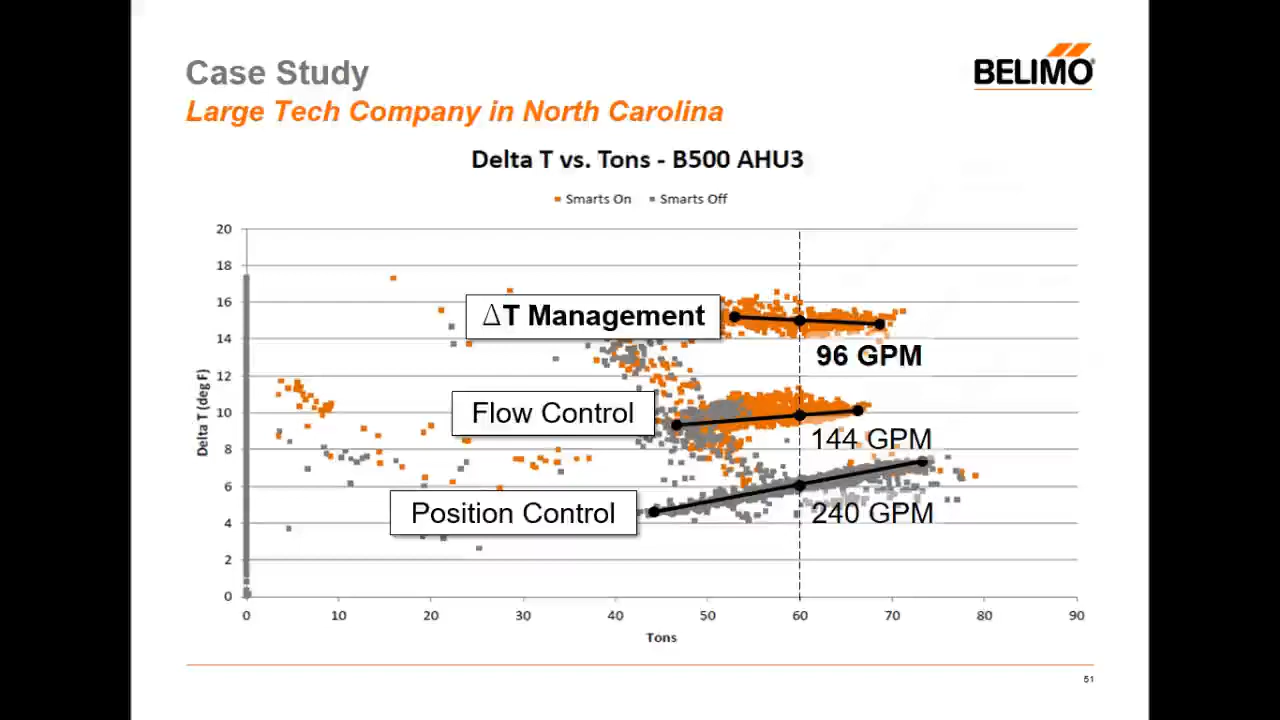 Case Study
BELIMO
Large Tech Company in North Carolina
Delta T vs. Tons - B500 AHU3
Smarts On Smarts Off
20
18
16
14
12
10
8
6
4
2
0
Delta T (deg F)
ΔT Management
96 GPM
Flow Control
144 GPM
Position Control
240 GPM
0 10 20 30 40 50 60 70 80 90
Tons
51